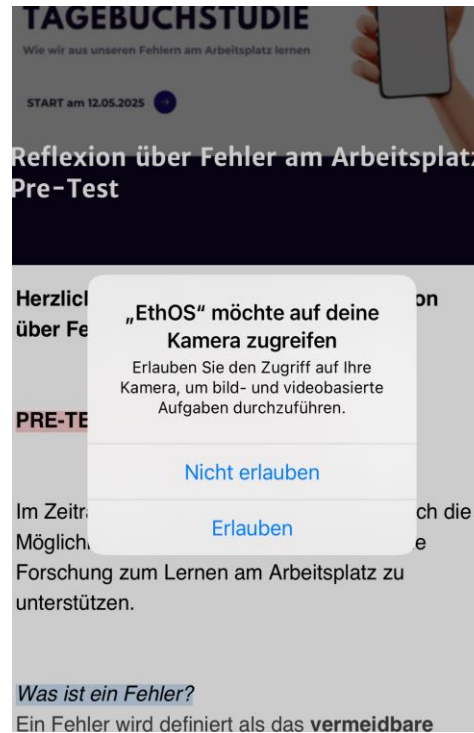 TAGEBUCHSTUDIE
Wie wir aus unseren Fehlern am Arbeitsplatz lernen
START am 12.05.2025
Reflexion über Fehler am Arbeitsplatz
Pre-Test
„EthOS“ möchte auf deine
Kamera zugreifen
Erlauben Sie den Zugriff auf Ihre
Kamera, um bild- und videobasierte
Aufgaben durchzuführen.
Nicht erlauben
Erlauben
über Fe
PRE-TE
Im Zeitr ch die
Möglich e
Forschung zum Lernen am Arbeitsplatz zu
unterstützen.
Was ist ein Fehler?
Ein Fehler wird definiert als das vermeidbare